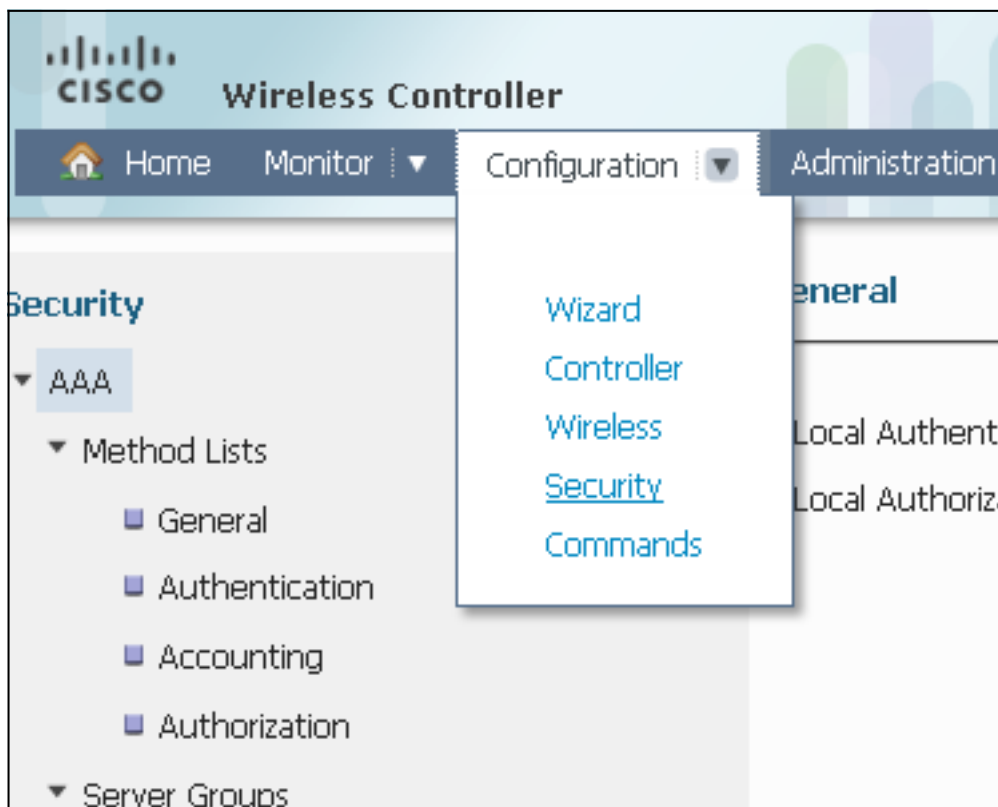 CISCO
Wireless Controller
Home Monitor Configuration Administration
Security
AAA
Method Lists
General
Authentication
Accounting
Authorization
Server Groups
Wizard
Controller
Wireless
Security
Commands
eneral
Local Authent
Local Authoriz